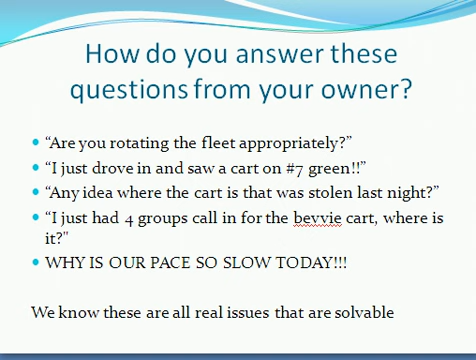 How do you answer these
questions from your owner?
• “Are you rotating the fleet appropriately?”
• “I just drove in and saw a cart on #7 green!!”
• “Any idea where the cart is that was stolen last night?”
• “I just had 4 groups call in for the bevvie cart, where is
it?”
• WHY IS OUR PACE SO SLOW TODAY!!!
We know these are all real issues that are solvable